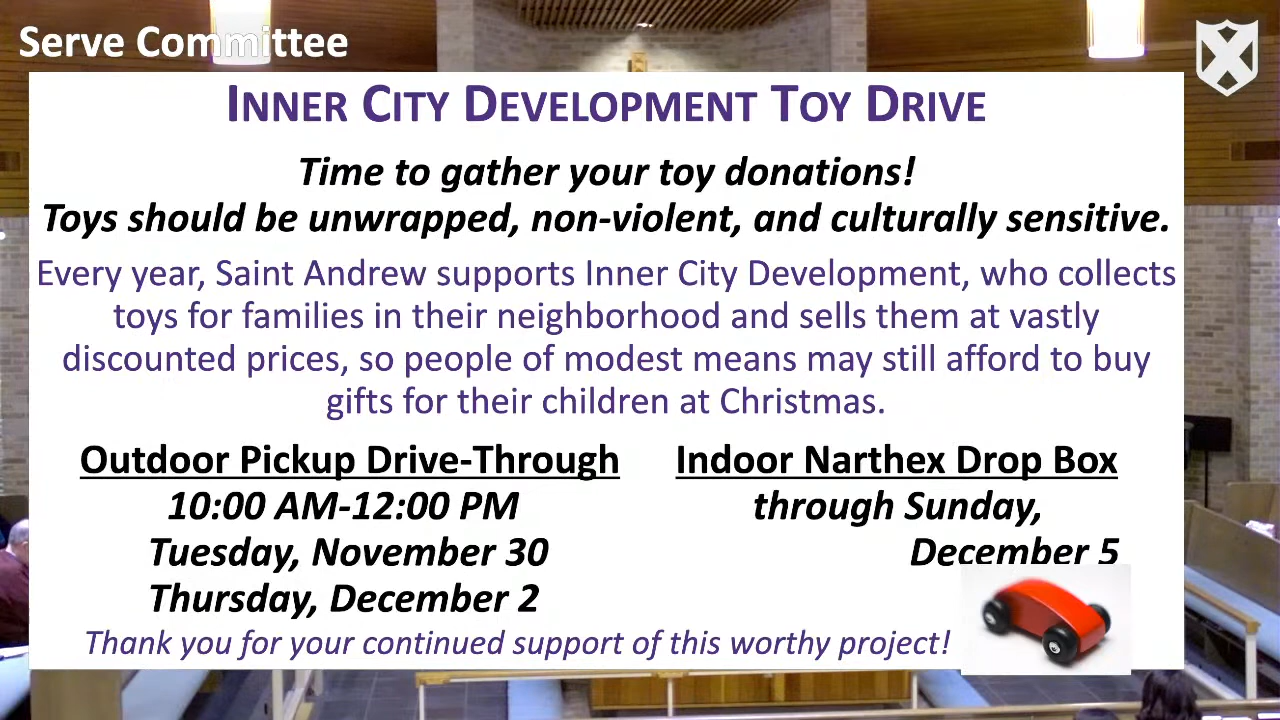 Serve Committee
INNER CITY DEVELOPMENT TOY DRIVE
Time to gather your toy donations!
Toys should be unwrapped, non-violent, and culturally sensitive.
Every year, Saint Andrew supports Inner City Development, who collects
toys for families in their neighborhood and sells them at vastly
discounted prices, so people of modest means may still afford to buy
gifts for their children at Christmas.
Outdoor Pickup Drive-Through
10:00 AM-12:00 PM
Tuesday, November 30
Thursday, December 2
Indoor Narthex Drop Box
through Sunday,
December 5
Thank you for your continued support of this worthy project!